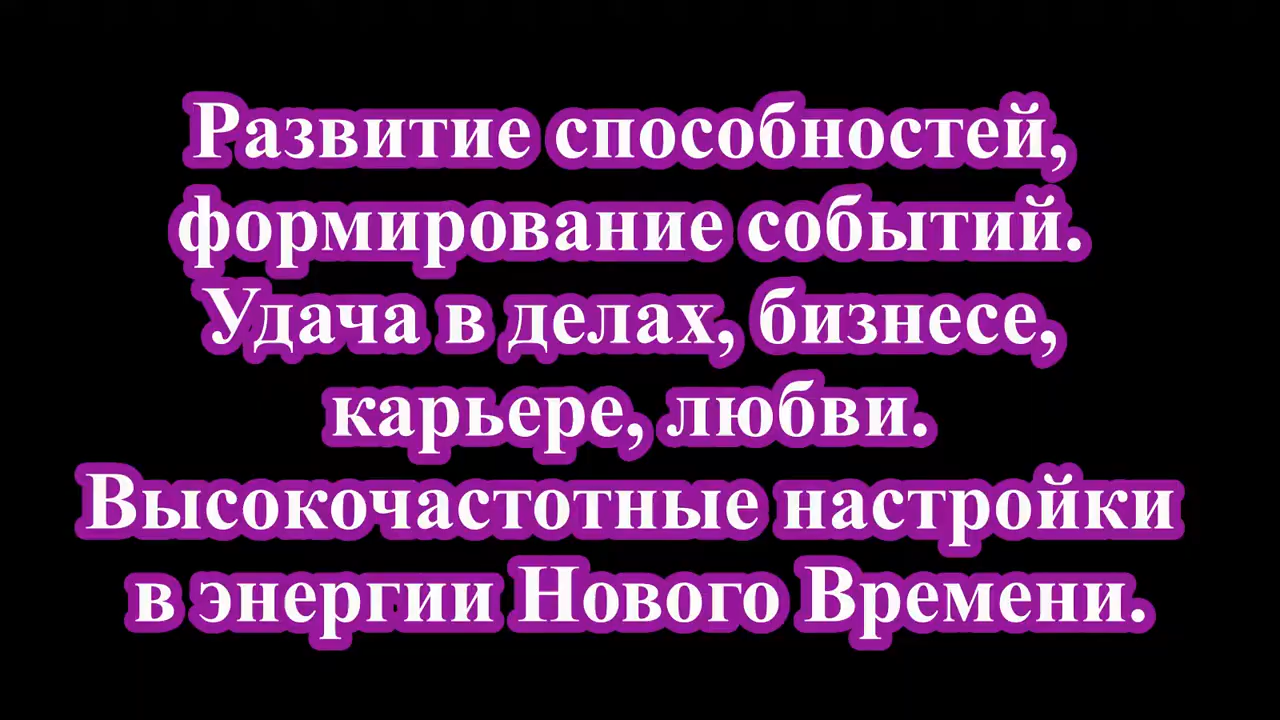 Развитие способностей,
формирование событий.
Удача в делах, бизнесе,
карьере, любви.
Высокочастотные настройки
в энергии Нового Времени.